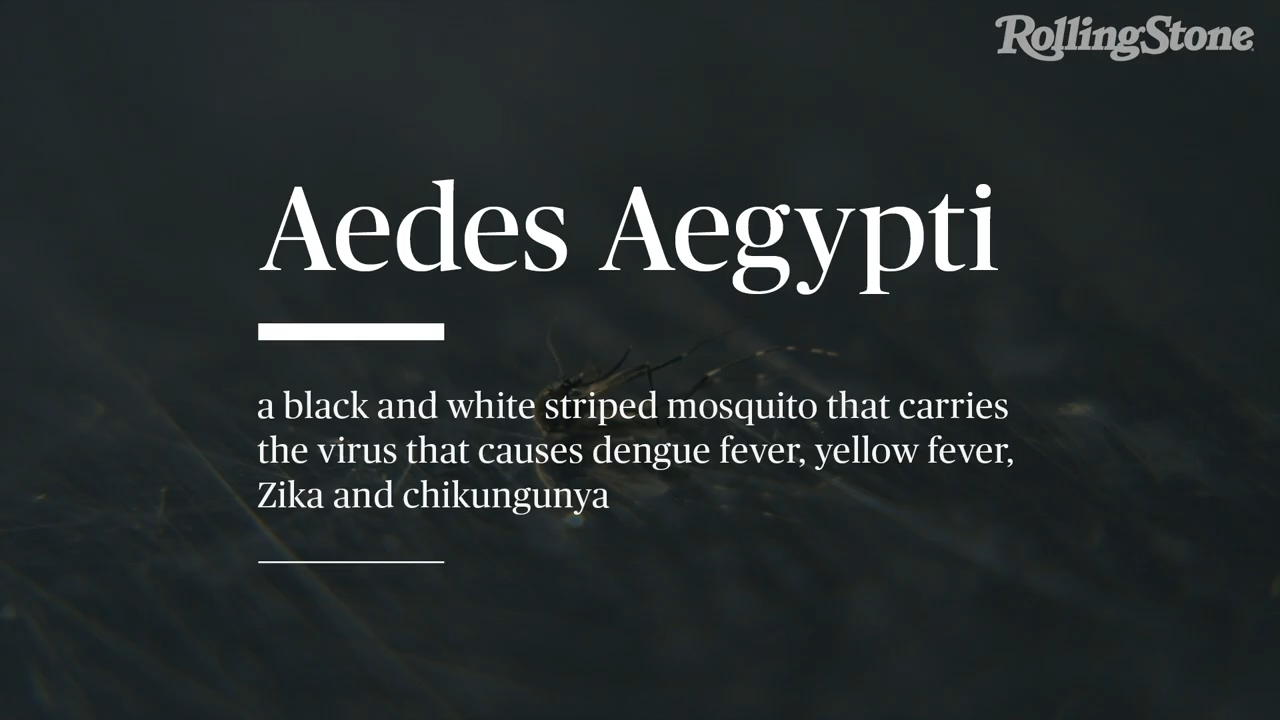 RollingStone
Aedes Aegypti
a black and white striped mosquito that carries
the virus that causes dengue fever, yellow fever,
Zika and chikungunya